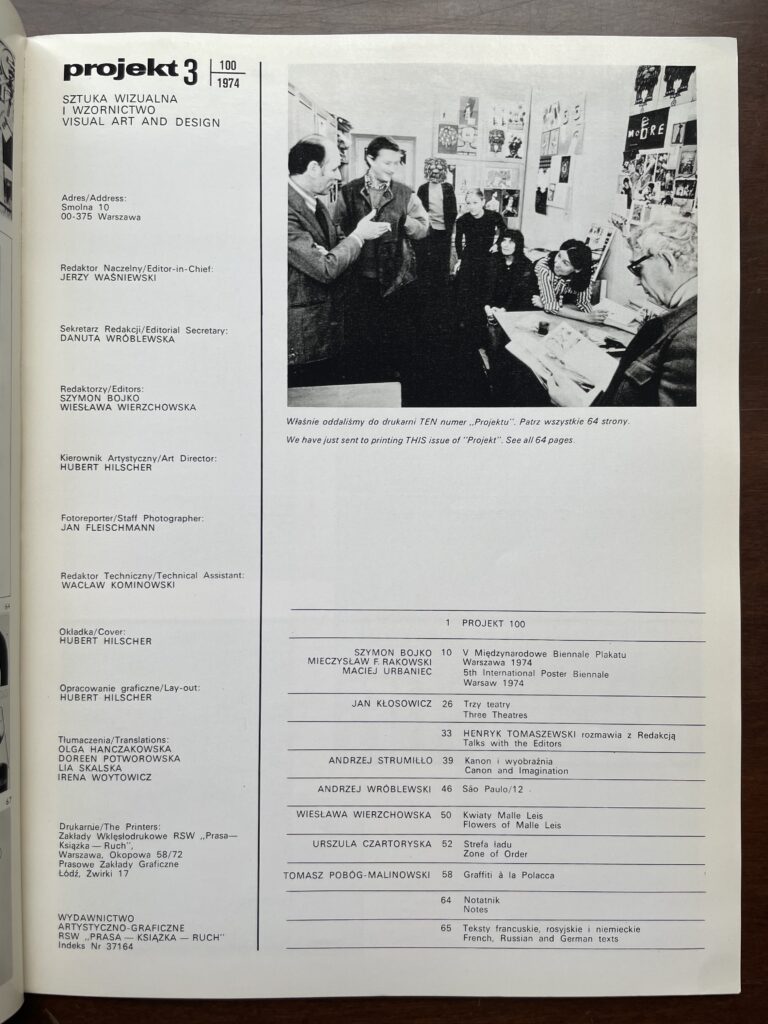 projekt 3 100
1974
SZTUKA WIZUALNA
I WZORNICTWO
VISUAL ART AND DESIGN
Adres/Address:
Smolna 10
00-375 Warszawa
Redaktor Naczelny/Editor-in-Chief:
JERZY WAŚNIEWSKI
Sekretarz Redakcji/Editorial Secretary:
DANUTA WRÓBLEWSKA
Redaktorzy/Editors:
SZYMON BOJKO
WIESŁAWA WIERZCHOWSKA
Kierownik Artystyczny/Art Director:
HUBERT HILSCHER
Fotoreporter/Staff Photographer:
JAN FLEISCHMANN
Redaktor Techniczny/Technical Assistant:
WACŁAW KOMINOWSKI
Okładka/Cover:
HUBERT HILSCHER
Opracowanie graficzne/Lay-out:
HUBERT HILSCHER
Tłumaczenia/Translations:
OLGA HAŃCZAKOWSKA
DOREEN POTWOROWSKA
LIA SKALSKA
IRENA WOYTOWICZ
Drukarnie/The Printers:
Zakłady Wklęsłodrukowe RSW „Prasa—
Książka — Ruch",
Warszawa, Okopowa 58/72
Prasowe Zakłady Graficzne
Łódź, Żwirki 17
WYDAWNICTWO
ARTYSTYCZNO-GRAFICZNE
RSW „PRASA — KSIĄŻKA — RUCH"
Indeks Nr 37164
Właśnie oddaliśmy do drukarni TEN numer „Projektu". Patrz wszystkie 64 strony.
We have just sent to printing THIS issue of "Projekt". See all 64 pages.
1 PROJEKT 100
SZYMON BOJKO 10 V Międzynarodowe Biennale Plakatu
MIECZYSŁAW F. RAKOWSKI Warszawa 1974
MACIEJ URBANIEC 5th International Poster Biennale
Warsaw 1974
JAN KŁOSOWICZ 26 Trzy teatry
Three Theatres
33 HENRYK TOMASZEWSKI rozmawia z Redakcją
Talks with the Editors
ANDRZEJ STRUMIŁŁO 39 Kanon i wyobraźnia
Canon and Imagination
ANDRZEJ WRÓBLEWSKI 46 São Paulo/12
WIESŁAWA WIERZCHOWSKA 50 Kwiaty Malle Leis
Flowers of Malle Leis
URSZULA CZARTORYSKA 52 Strefa ładu
Zone of Order
TOMASZ POBÓG-MALINOWSKI 58 Graffiti à la Polacca
64 Notatnik
Notes
65 Teksty francuskie, rosyjskie i niemieckie
French, Russian and German texts